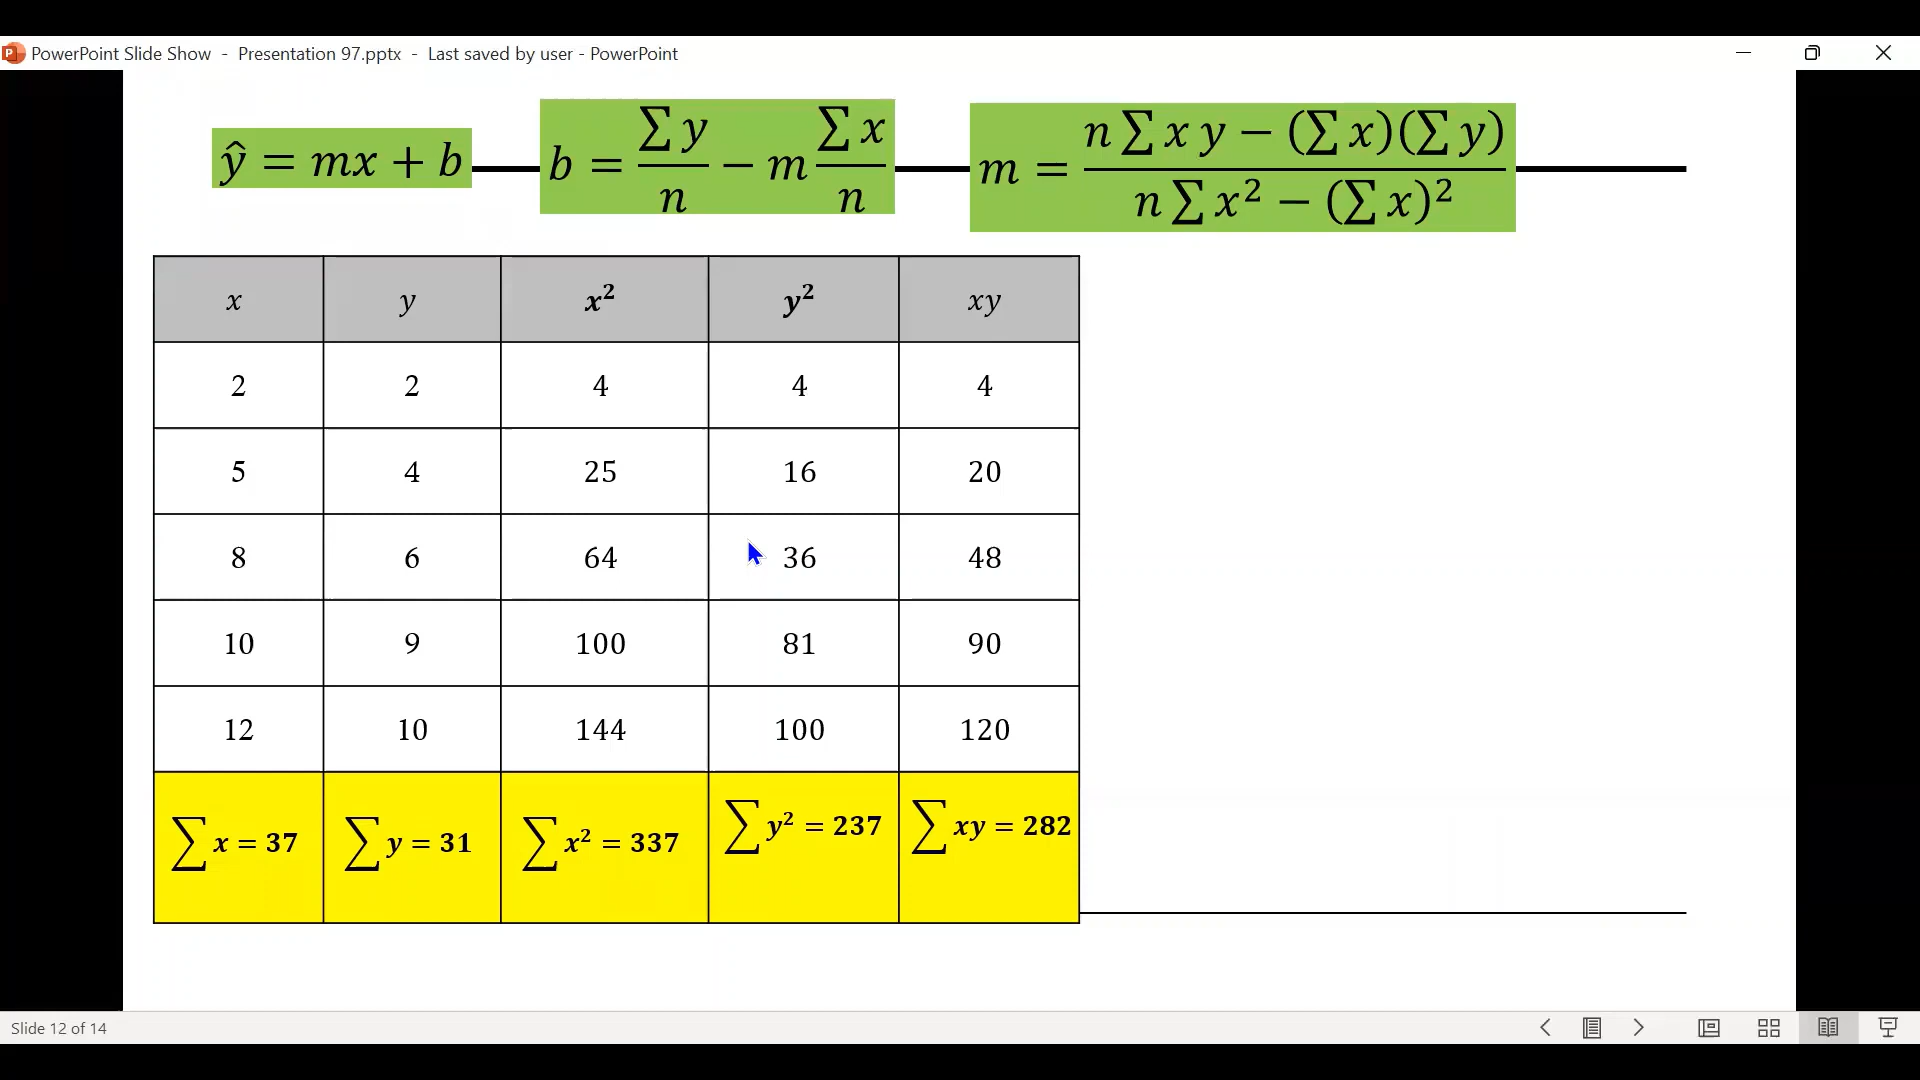 PowerPoint Slide Show - Presentation 97.pptx - Last saved by user - PowerPoint
ŷ = mx + b
b = ∑y/n − m ∑x/n
m = (n∑xy − (∑x)(∑y))/(n∑x² − (∑x)²)
x y x² y² xy
2 2 4 4 4
5 4 25 16 20
8 6 64 36 48
10 9 100 81 90
12 10 144 100 120
∑x = 37 ∑y = 31 ∑x² = 337 ∑y² = 237 ∑xy = 282
Slide 12 of 14